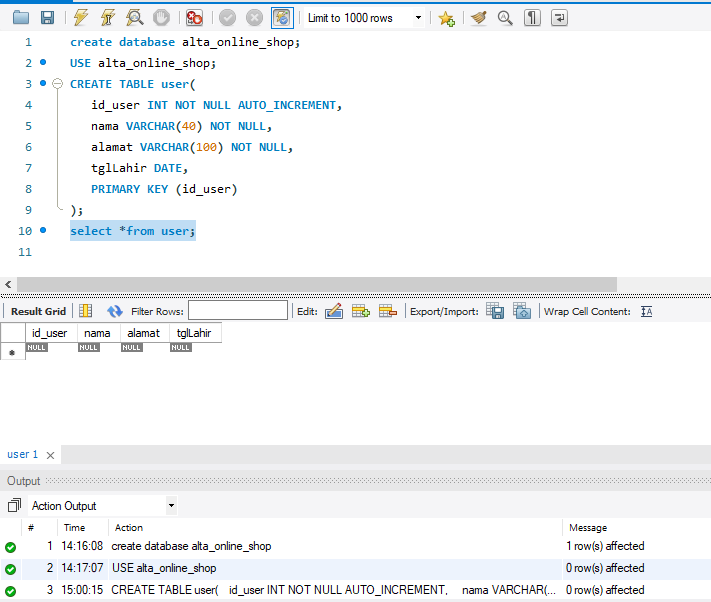 Limit to 1000 rows
1 create database alta_online_shop;
2 USE alta_online_shop;
3 CREATE TABLE user(
4 id_user INT NOT NULL AUTO_INCREMENT,
5 nama VARCHAR(40) NOT NULL,
6 alamat VARCHAR(100) NOT NULL,
7 tglLahir DATE,
8 PRIMARY KEY (id_user)
9 );
10 select *from user;
11
Result Grid Filter Rows: Edit: Export/Import: Wrap Cell Content: IA
id_user nama alamat tglLahir
NULL NULL NULL NULL
user 1
Output
Action Output
# Time Action Message
1 14:16:08 create database alta_online_shop 1 row(s) affected
2 14:17:07 USE alta_online_shop 0 row(s) affected
3 15:00:15 CREATE TABLE user( id_user INT NOT NULL AUTO_INCREMENT, nama VARCHAR(... 0 row(s) affected